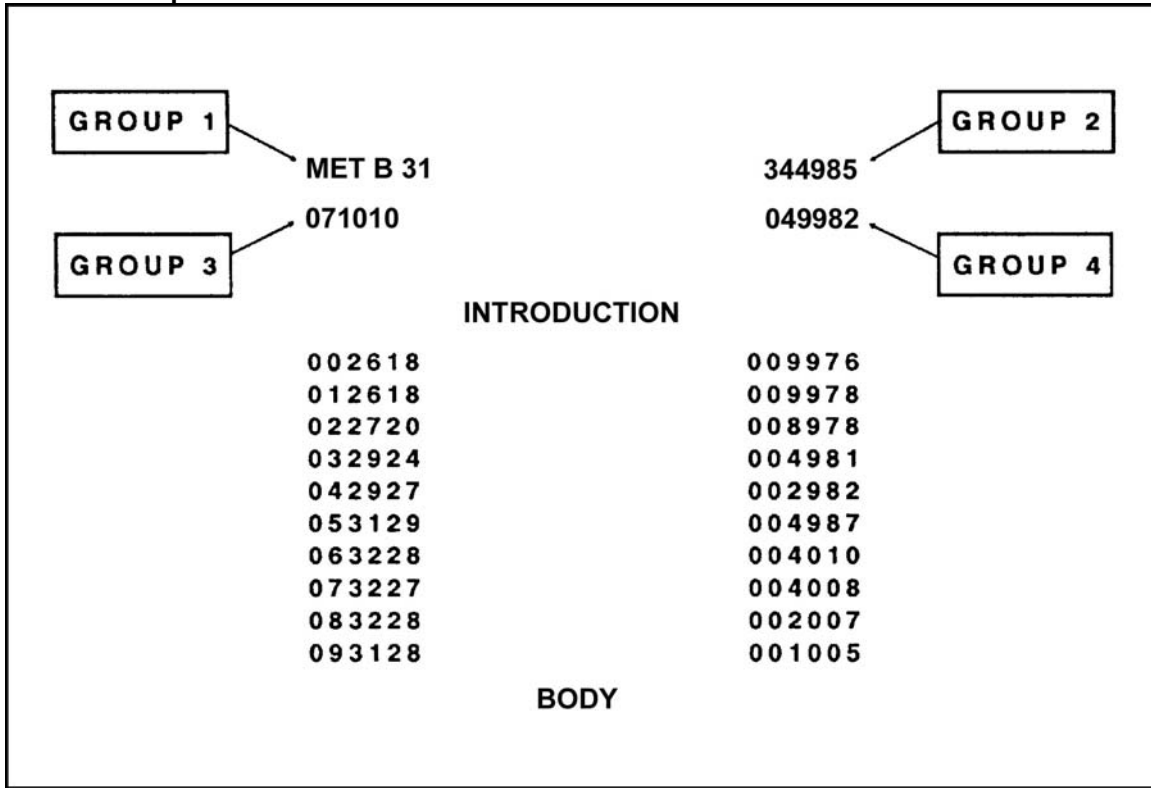 GROUP 1
GROUP 2
MET B 31 344985
071010 049982
GROUP 3
GROUP 4
INTRODUCTION
002618 009976
012618 009978
022720 008978
032924 004981
042927 002982
053129 004987
063228 004010
073227 004008
083228 002007
093128 001005
BODY